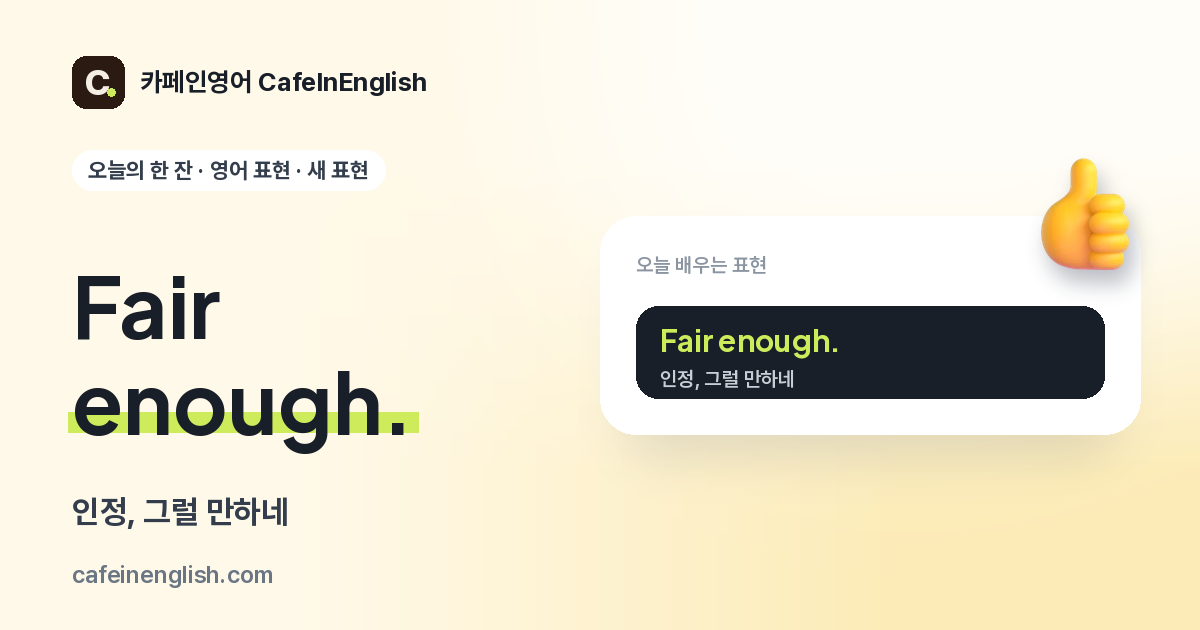 C
카페인영어 CafeInEnglish
오늘의 한 잔 · 영어 표현 · 새 표현
Fair
enough.
인정, 그럴 만하네
cafeinenglish.com
오늘 배우는 표현
Fair enough.
인정, 그럴 만하네